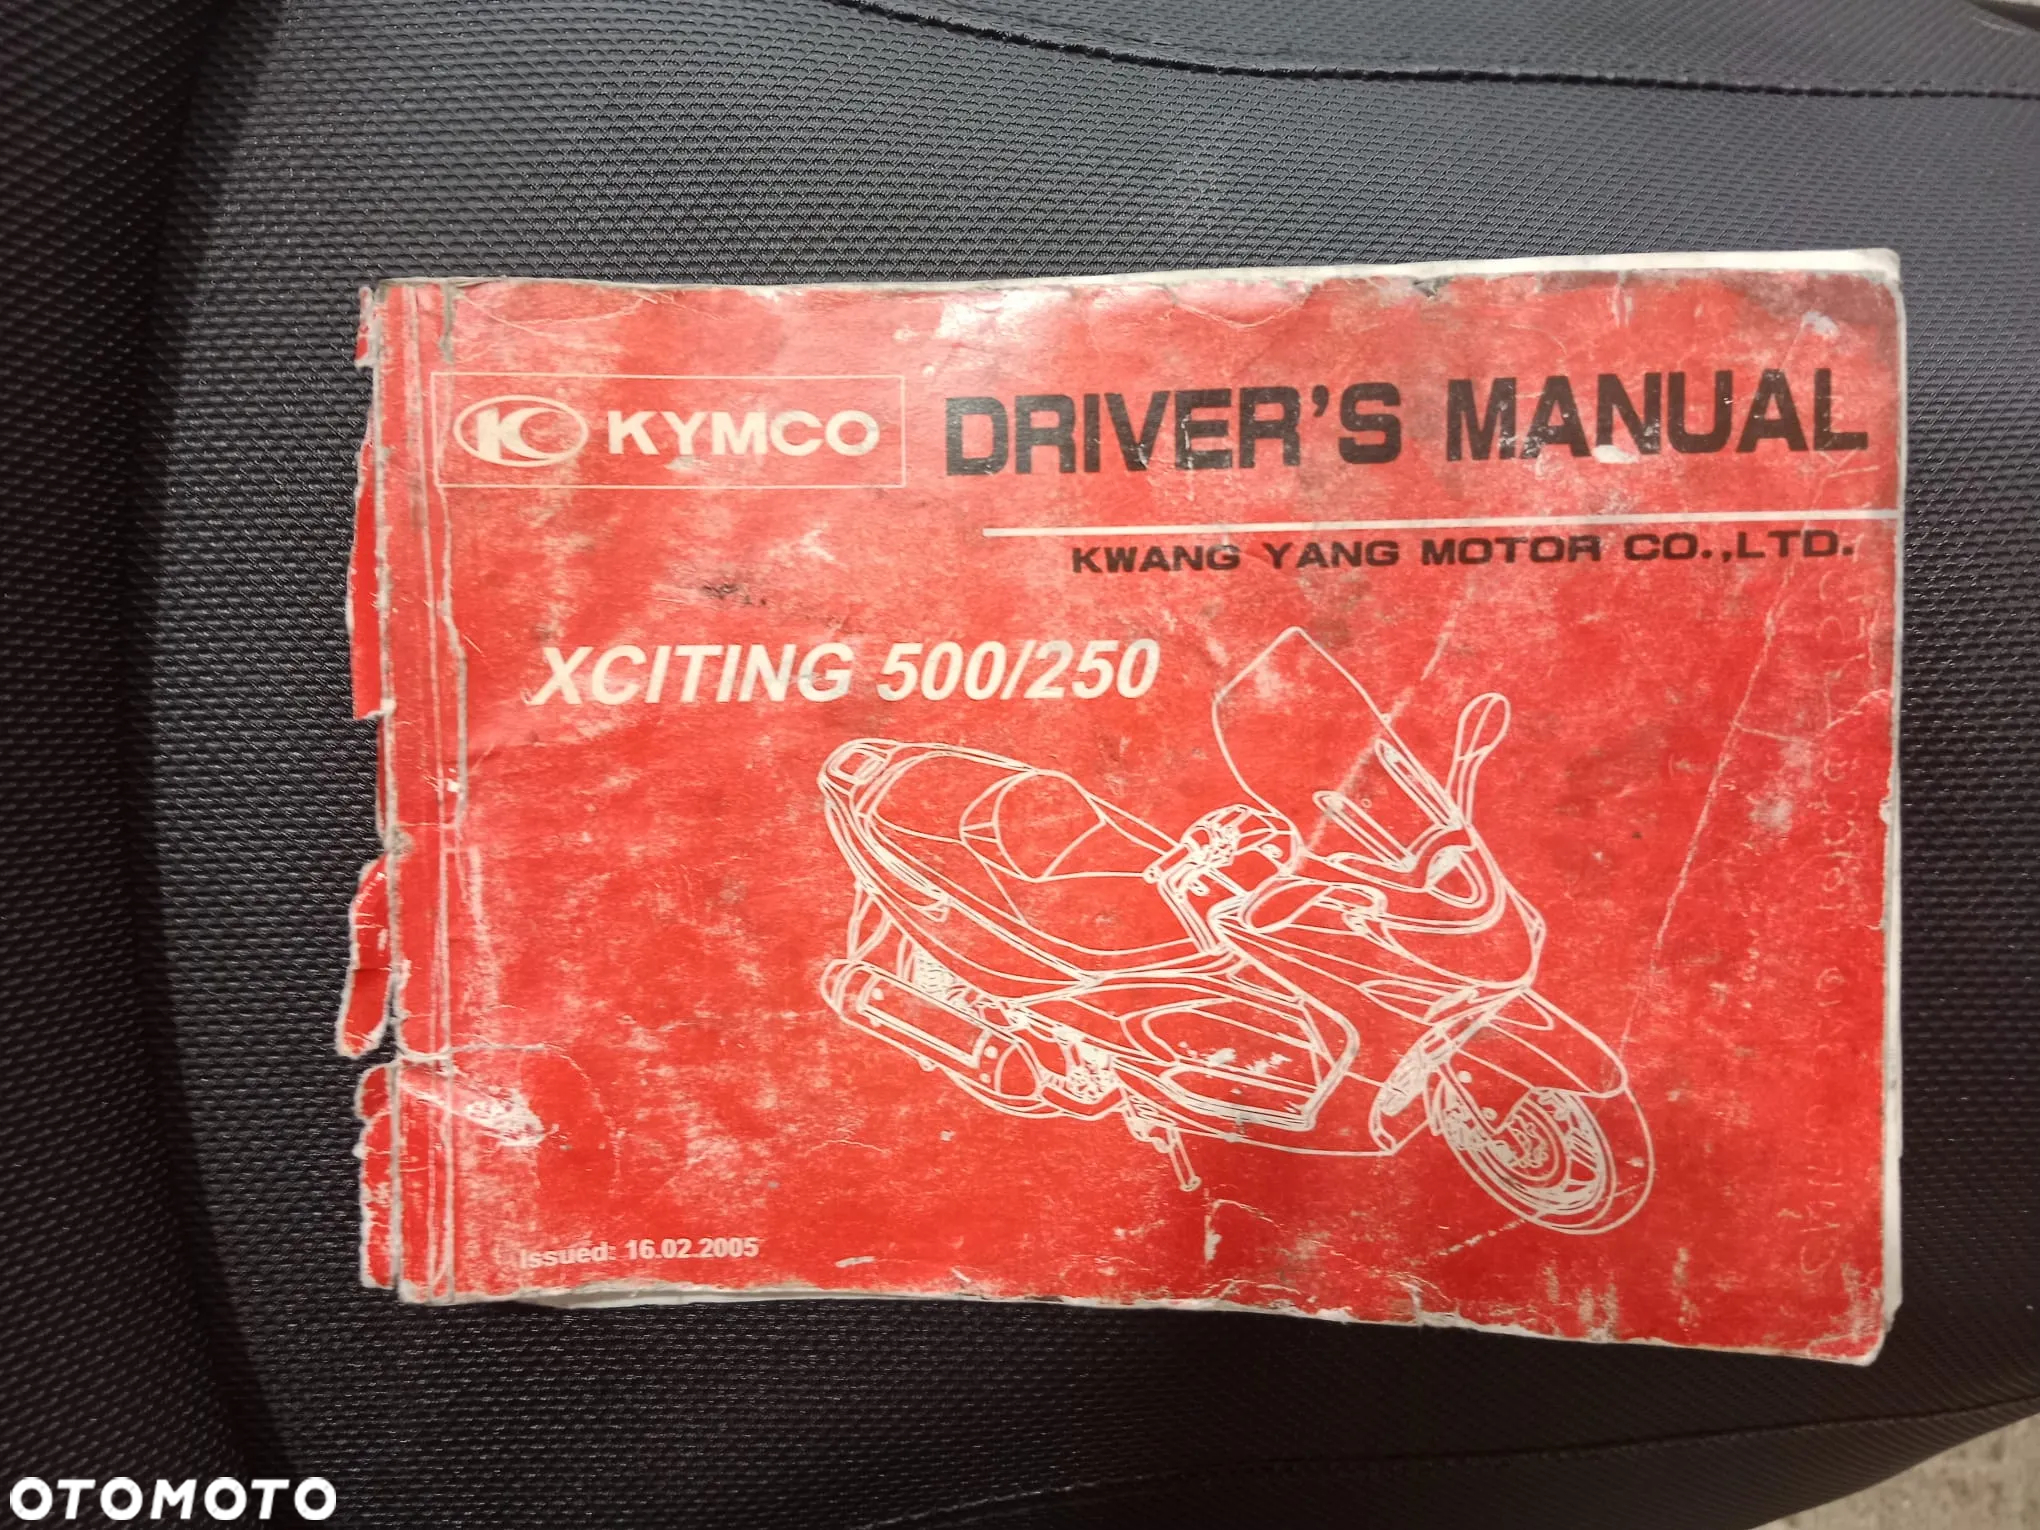 KYMCO
DRIVER'S MANUAL
KWANG YANG MOTOR CO.,LTD.
XCITING 500/250
Issued: 16.02.2005
OTOMOTO